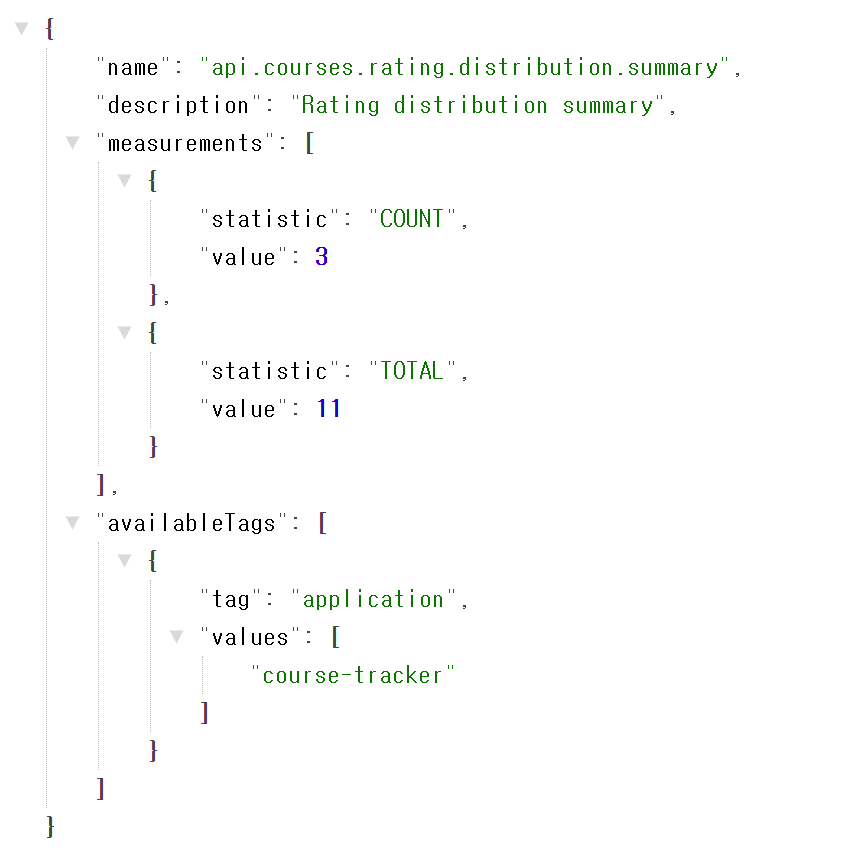 {
"name": "api.courses.rating.distribution.summary",
"description": "Rating distribution summary",
"measurements": [
{
"statistic": "COUNT",
"value": 3
},
{
"statistic": "TOTAL",
"value": 11
}
],
"availableTags": [
{
"tag": "application",
"values": [
"course-tracker"
]
}
]
}